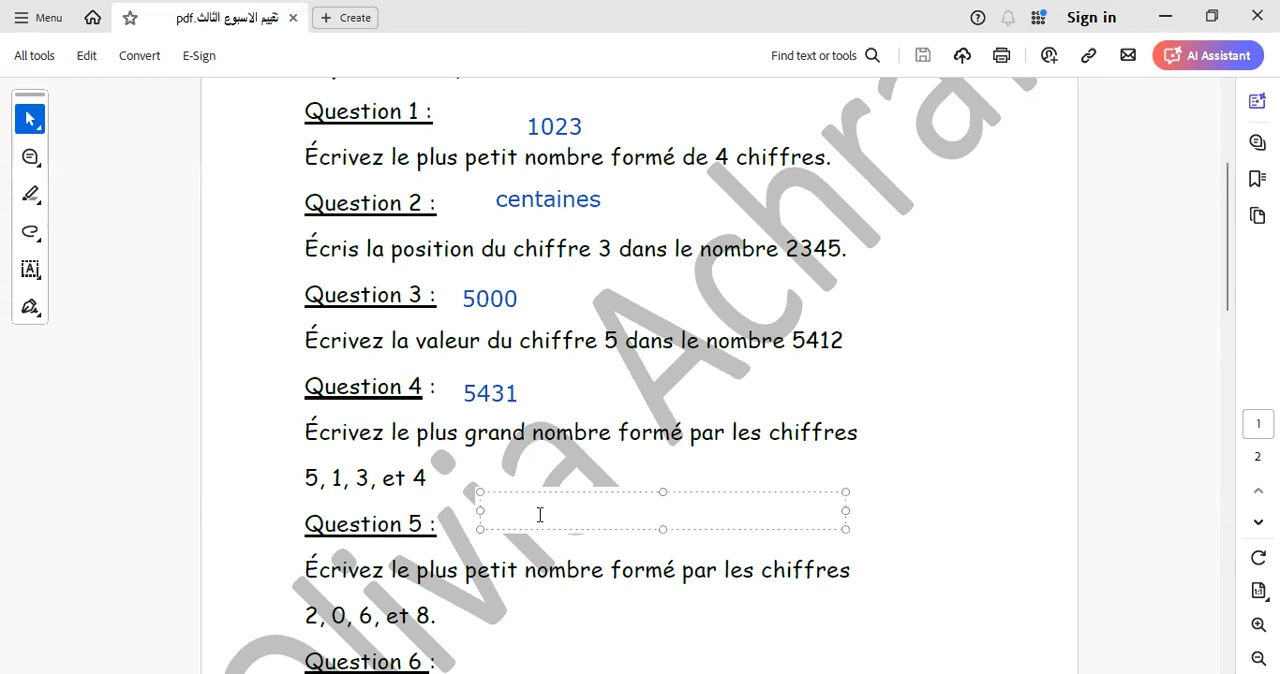 Menu
تقييم الاسبوع الثالث.pdf
Create
Sign in
All tools
Edit
Convert
E-Sign
Find text or tools
AI Assistant
Question 1 :
1023
Écrivez le plus petit nombre formé de 4 chiffres.
Question 2 :
centaines
Écris la position du chiffre 3 dans le nombre 2345.
Question 3 :
5000
Écrivez la valeur du chiffre 5 dans le nombre 5412
Question 4 :
5431
Écrivez le plus grand nombre formé par les chiffres
5, 1, 3, et 4
Question 5 :
Écrivez le plus petit nombre formé par les chiffres
2, 0, 6, et 8.
Question 6 :
Olivia Achra
1
2